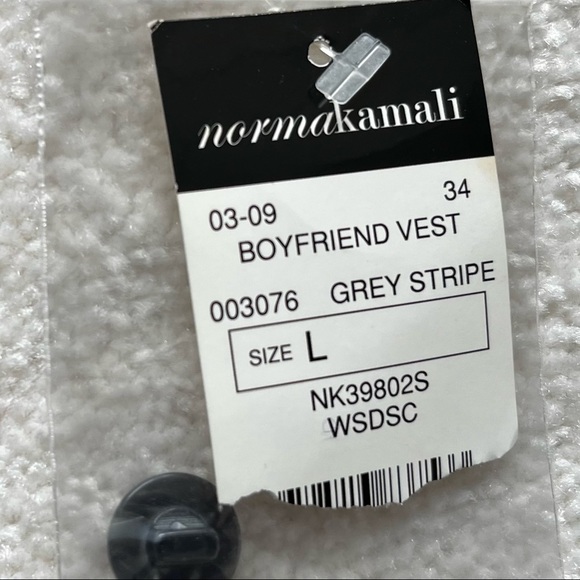 normakamali
03-09 34
BOYFRIEND VEST
003076 GREY STRIPE
SIZE L
NK39802S
WSDSC